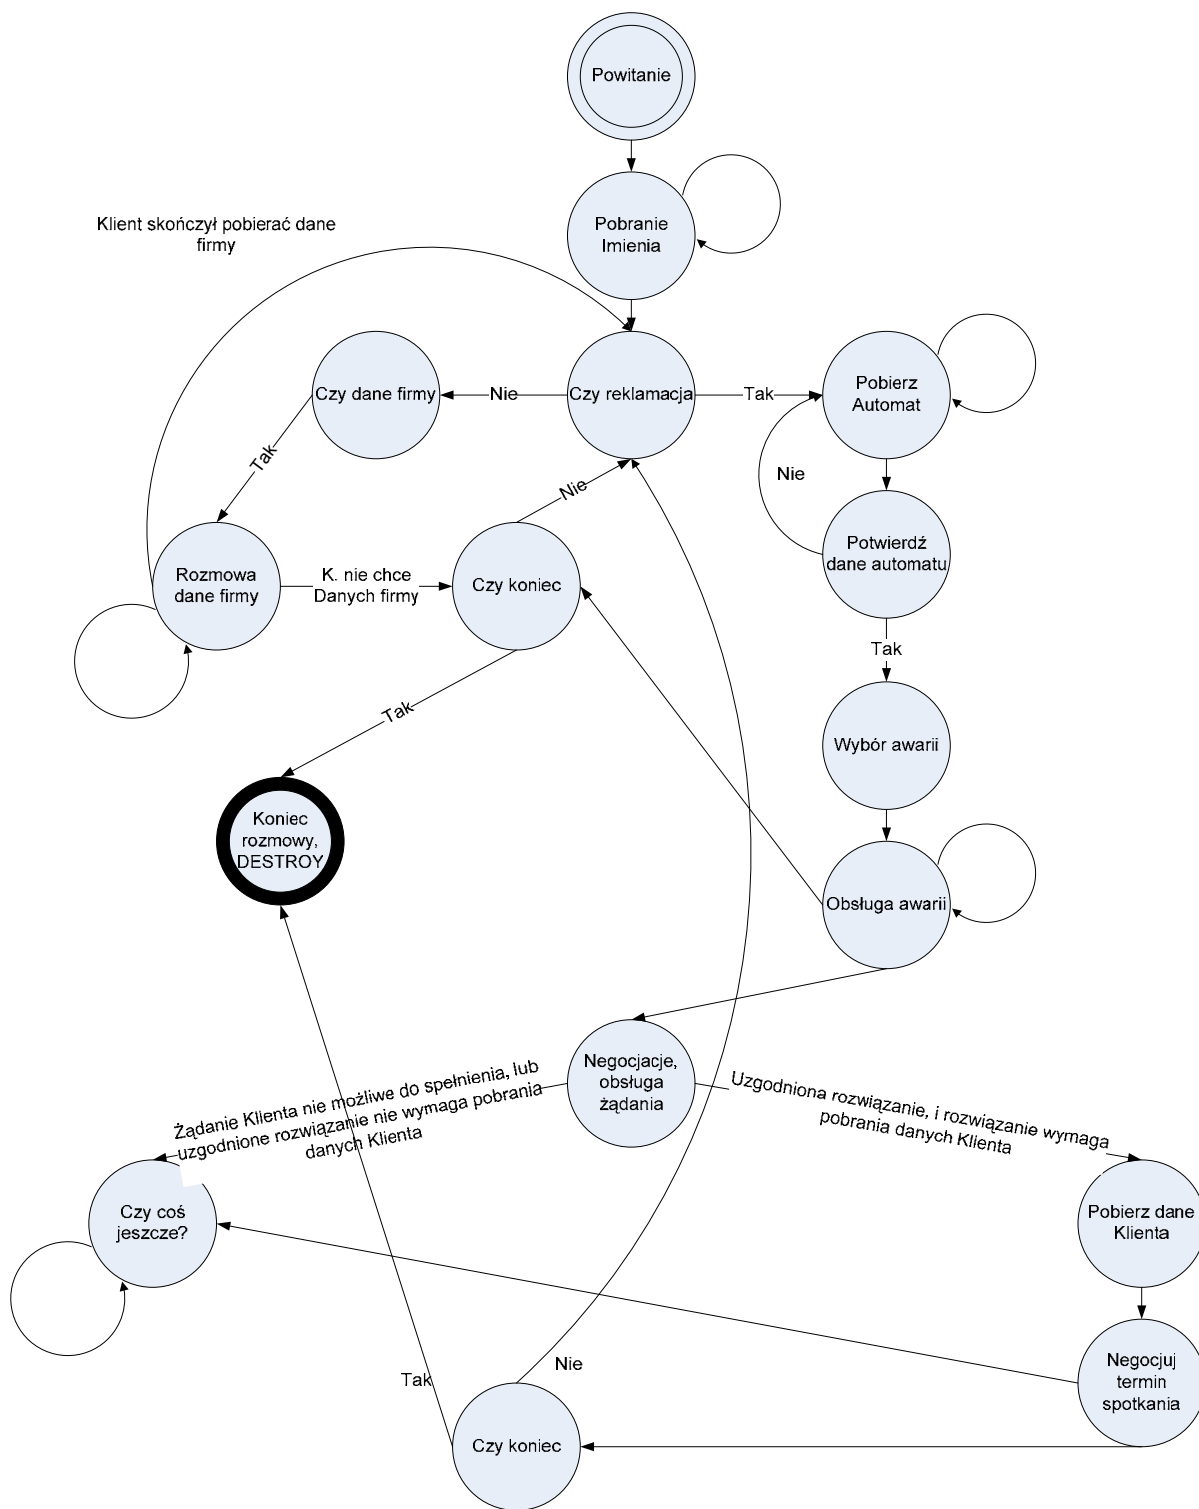 Powitanie
Pobranie
Imienia
Klient skończył pobierać dane
firmy
Czy dane firmy
Nie
Czy reklamacja
Tak
Pobierz
Automat
Tak
Nie
Nie
Potwierdź
dane automatu
Rozmowa
dane firmy
K. nie chce
Danych firmy
Czy koniec
Tak
Tak
Wybór awarii
Koniec
rozmowy,
DESTROY
Obsługa awarii
Negocjacje,
obsługa
żądania
Żądanie Klienta nie możliwe do spełnienia, lub
uzgodnione rozwiązanie nie wymaga pobrania
danych Klienta
Uzgodniona rozwiązanie, i rozwiązanie wymaga
pobrania danych Klienta
Czy coś
jeszcze?
Pobierz dane
Klienta
Nie
Tak
Negocjuj
termin
spotkania
Czy koniec